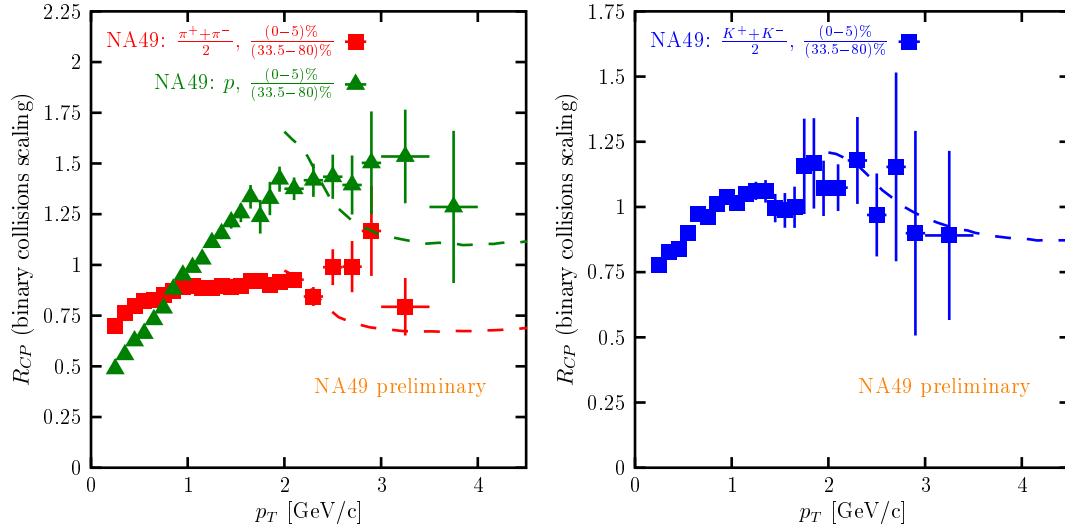 NA49: π⁺+π⁻/2, (0−5)%/(33.5−80)%
NA49: p, (0−5)%/(33.5−80)%
R_CP (binary collisions scaling)
2.25
2
1.75
1.5
1.25
1
0.75
0.5
0.25
0
NA49 preliminary
0 1 2 3 4
p_T [GeV/c]
NA49: K⁺+K⁻/2, (0−5)%/(33.5−80)%
R_CP (binary collisions scaling)
1.75
1.5
1.25
1
0.75
0.5
0.25
0
NA49 preliminary
0 1 2 3 4
p_T [GeV/c]